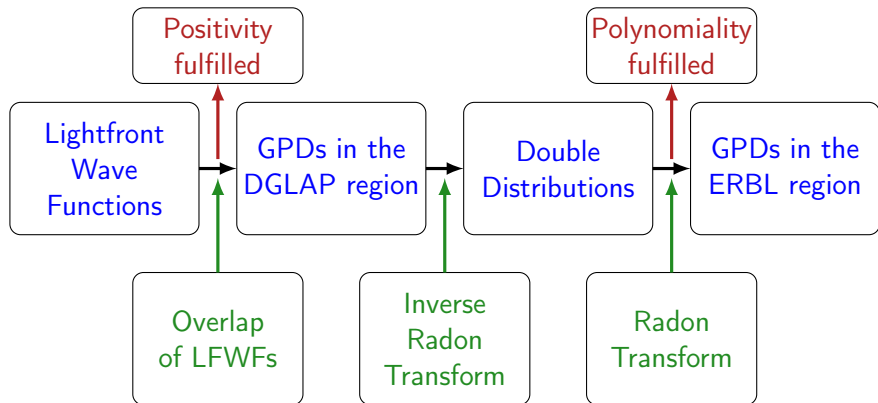 Positivity
fulfilled
Polynomiality
fulfilled
Lightfront
Wave
Functions
GPDs in the
DGLAP region
Double
Distributions
GPDs in the
ERBL region
Overlap
of LFWFs
Inverse
Radon
Transform
Radon
Transform